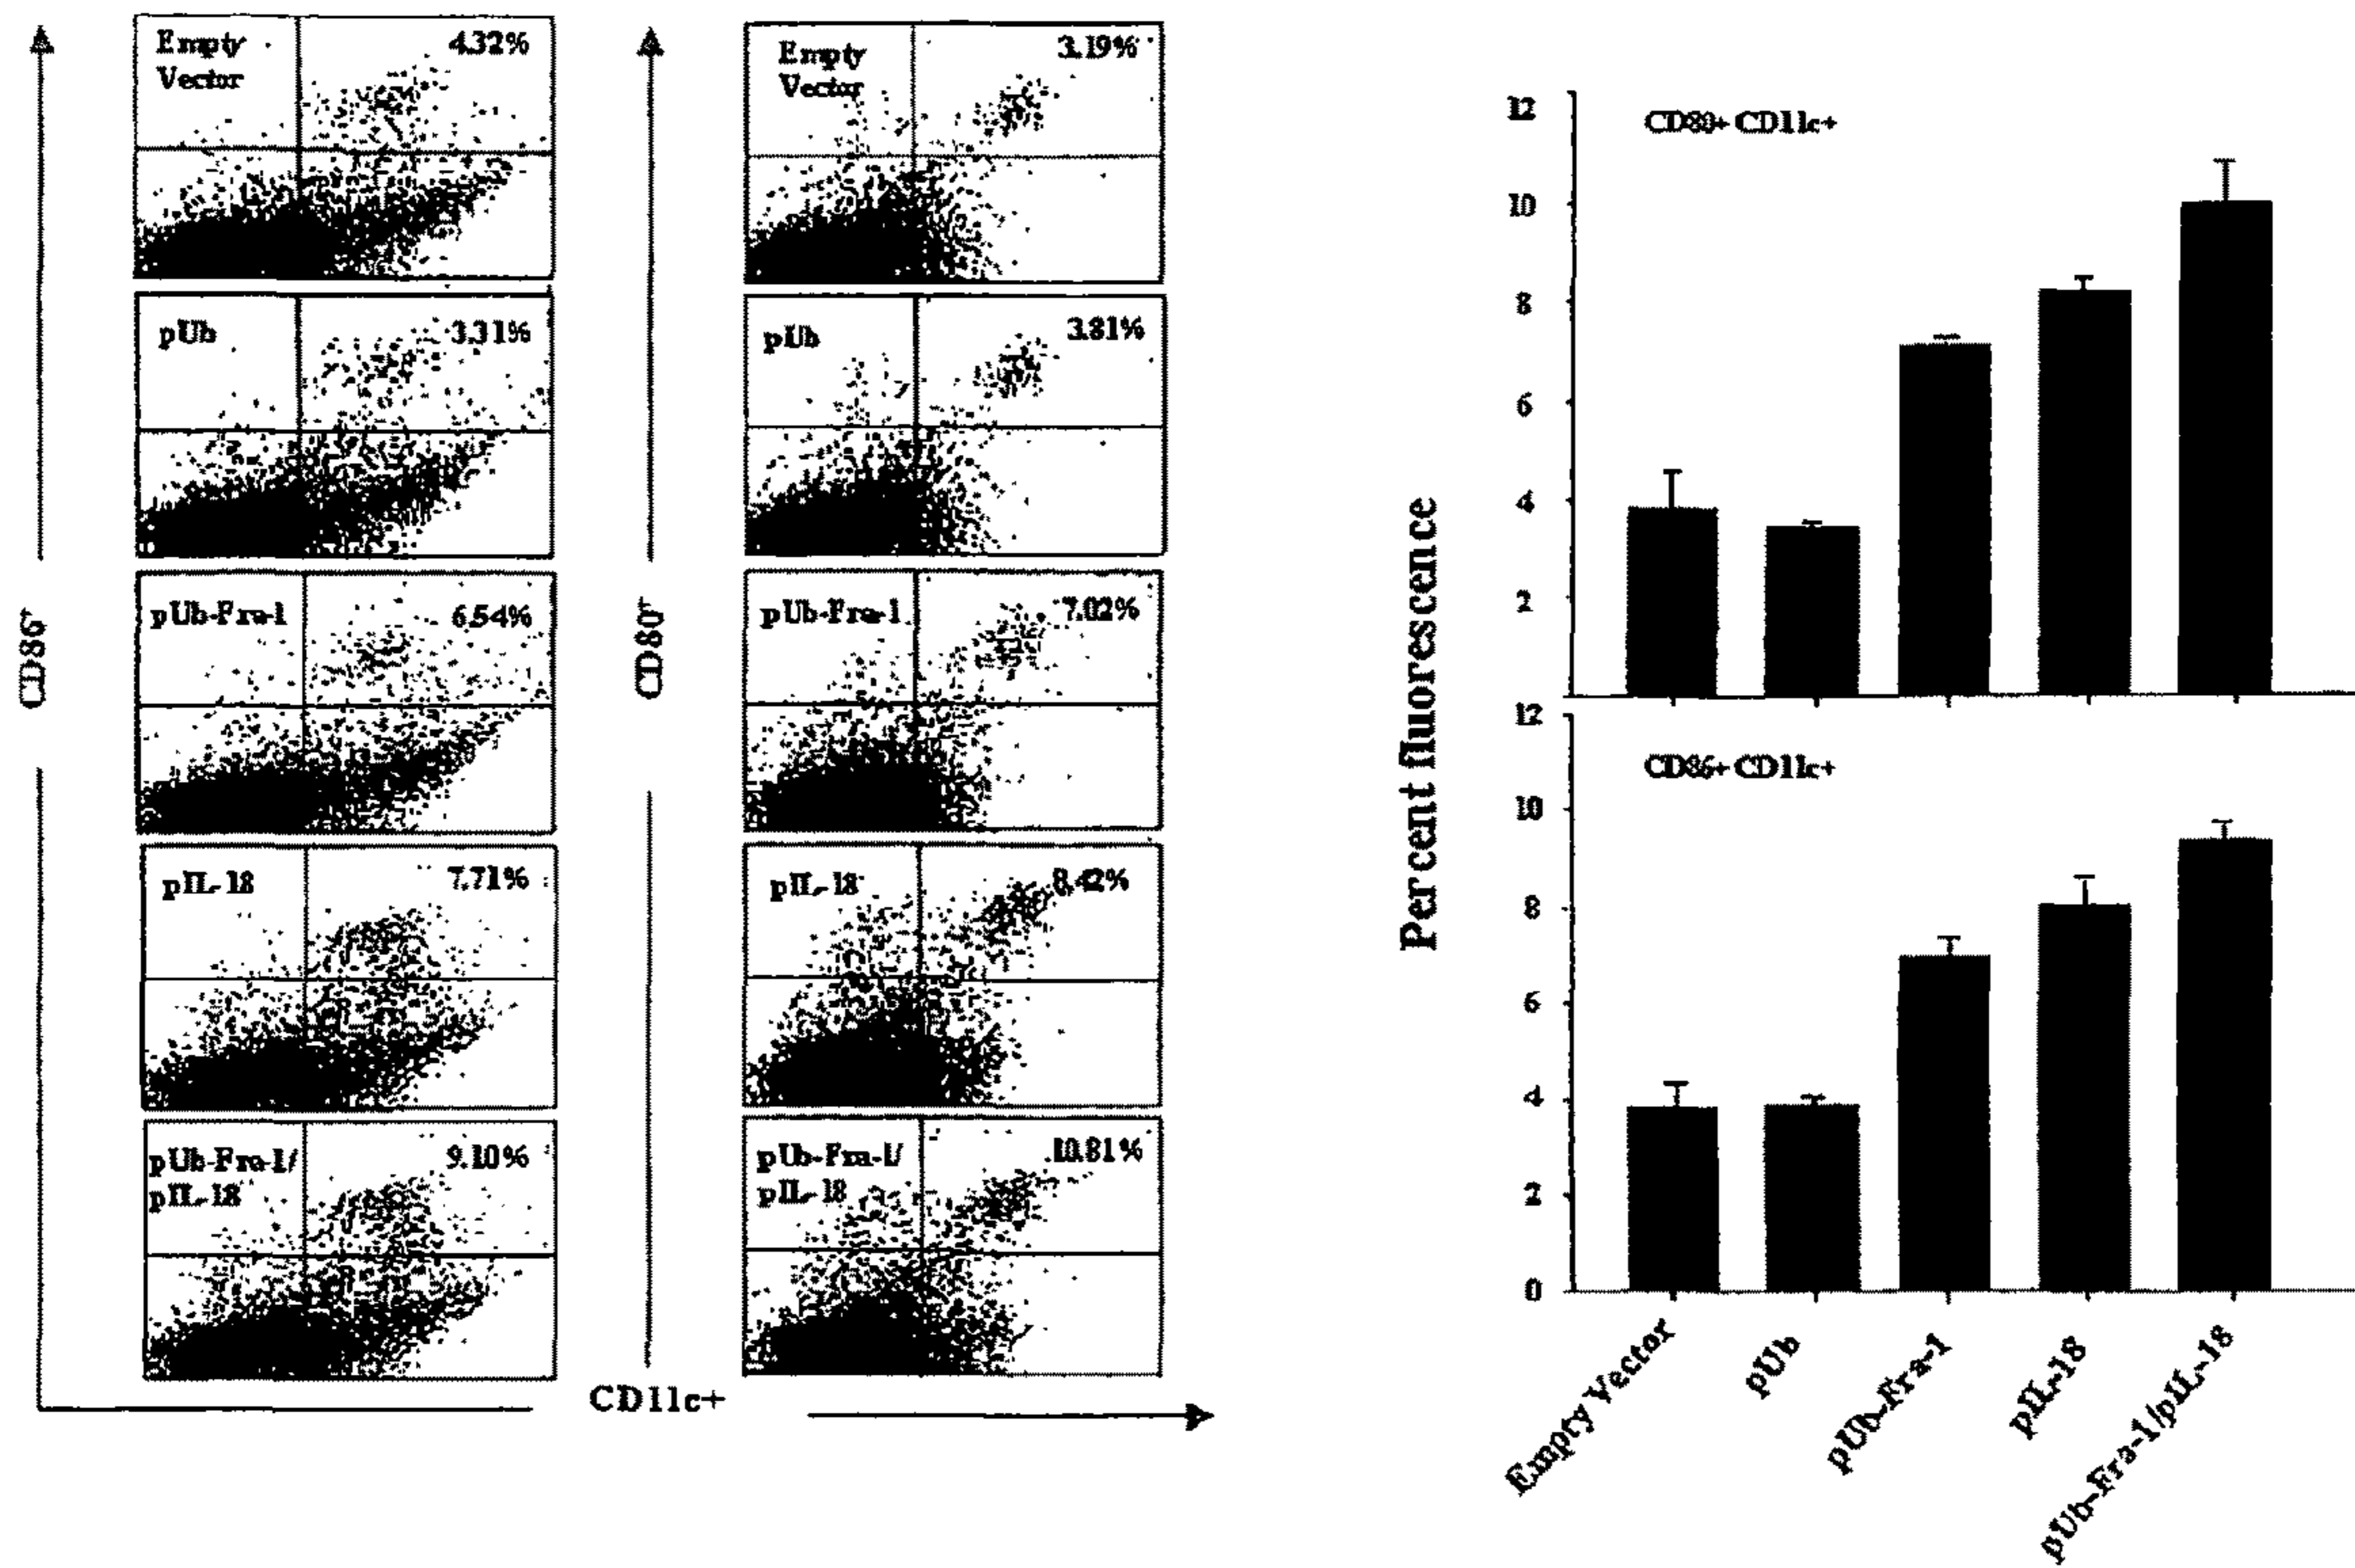 Empty
Vector
4.32%
pUb
3.31%
pUb-Fra-1
6.54%
pIL-18
7.71%
pUb-Fra-1/
pIL-18
9.10%
CD86+
Empty
Vector
3.19%
pUb
3.81%
pUb-Fra-1
7.02%
pIL-18
8.42%
pUb-Fra-1/
pIL-18
10.81%
CD80+
CD11c+
Percent fluorescence
CD80+ CD11c+
12
10
8
6
4
2
CD86+ CD11c+
12
10
8
6
4
2
0
Empty Vector
pUb
pUb-Fra-1
pIL-18
pUb-Fra-1/pIL-18